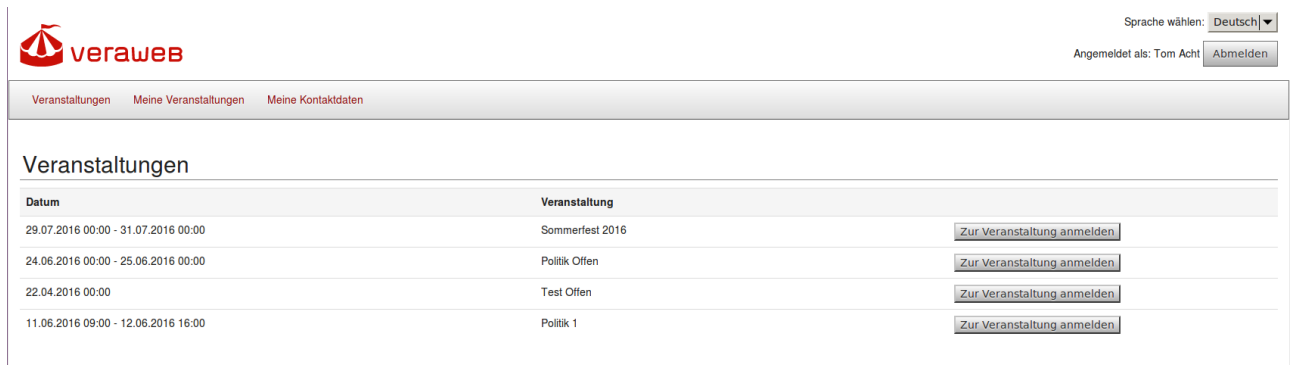 Sprache wählen: Deutsch
veraweb
Angemeldet als: Tom Acht Abmelden
Veranstaltungen Meine Veranstaltungen Meine Kontaktdaten
Veranstaltungen
Datum Veranstaltung
29.07.2016 00:00 - 31.07.2016 00:00 Sommerfest 2016 Zur Veranstaltung anmelden
24.06.2016 00:00 - 25.06.2016 00:00 Politik Offen Zur Veranstaltung anmelden
22.04.2016 00:00 Test Offen Zur Veranstaltung anmelden
11.06.2016 09:00 - 12.06.2016 16:00 Politik 1 Zur Veranstaltung anmelden